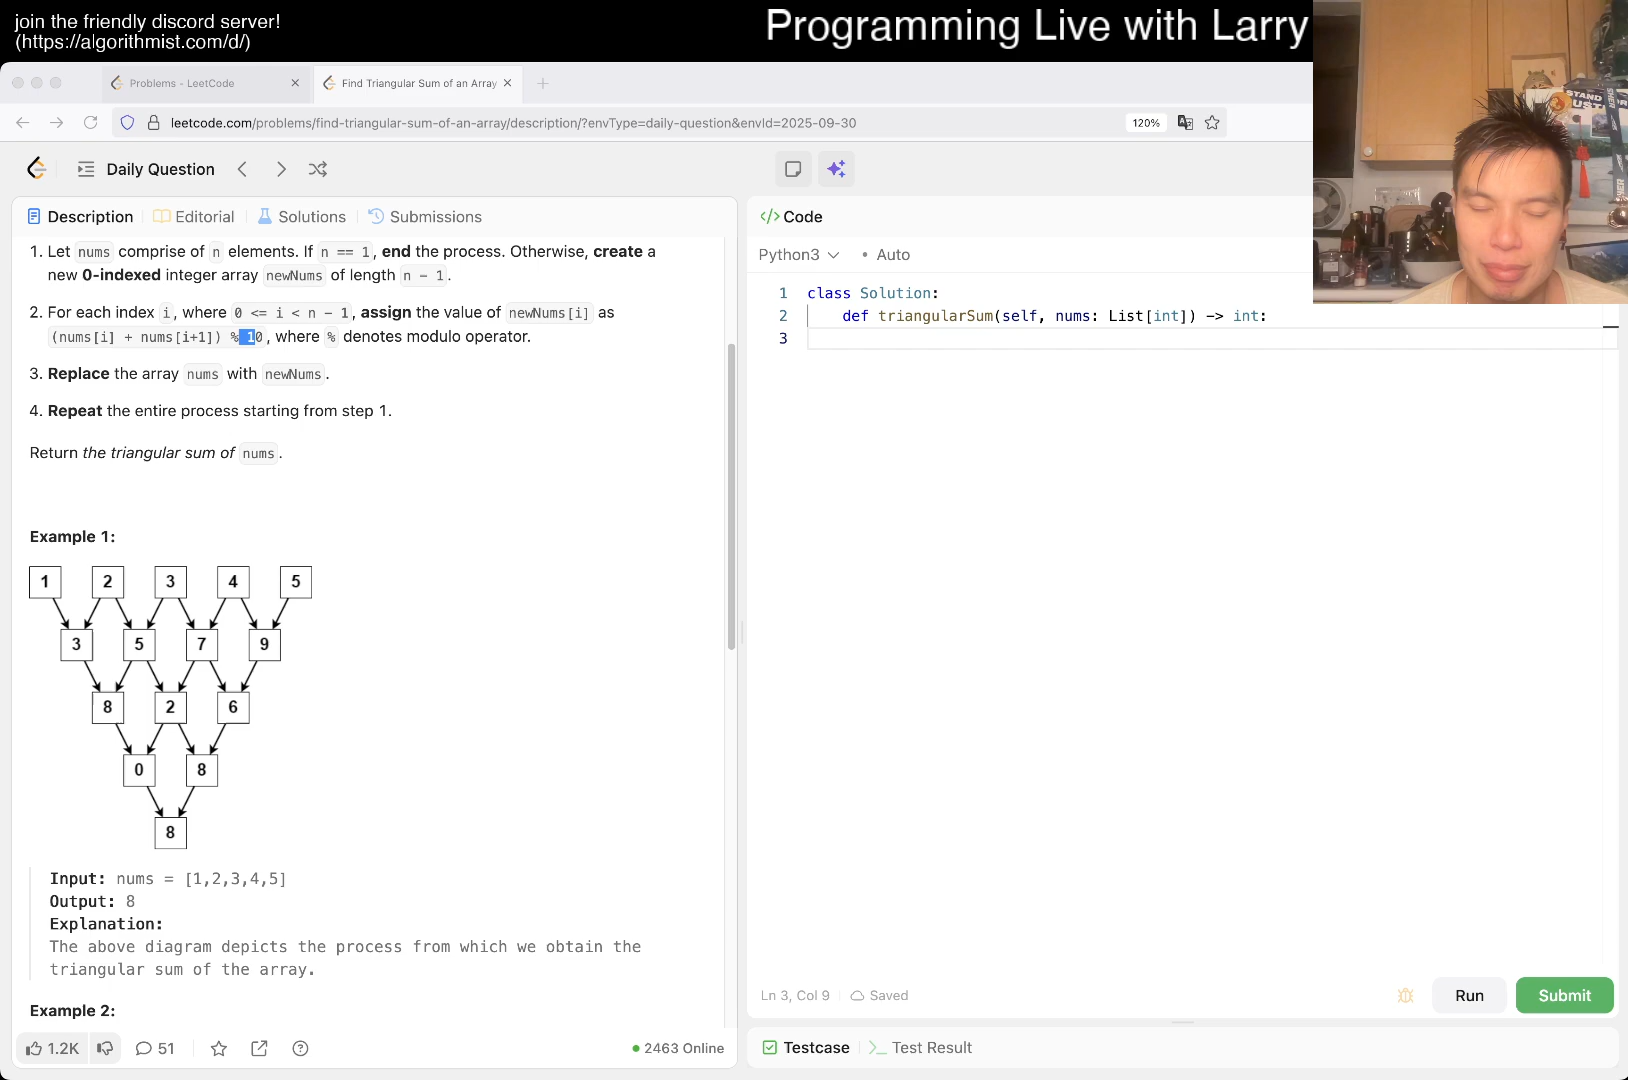 join the friendly discord server!
(https://algorithmist.com/d/)
Programming Live with Larry
Problems - LeetCode
Find Triangular Sum of an Array
leetcode.com/problems/find-triangular-sum-of-an-array/description/?envType=daily-question&envId=2025-09-30
120%
Daily Question
Description
Editorial
Solutions
Submissions
1. Let nums comprise of n elements. If n == 1, end the process. Otherwise, create a
new 0-indexed integer array newNums of length n - 1.
2. For each index i, where 0 <= i < n - 1, assign the value of newNums[i] as
(nums[i] + nums[i+1]) % 10, where % denotes modulo operator.
3. Replace the array nums with newNums.
4. Repeat the entire process starting from step 1.
Return the triangular sum of nums.
Example 1:
1 2 3 4 5
3 5 7 9
8 2 6
0 8
8
Input: nums = [1,2,3,4,5]
Output: 8
Explanation:
The above diagram depicts the process from which we obtain the
triangular sum of the array.
Example 2:
1.2K
51
2463 Online
</> Code
Python3
Auto
1 class Solution:
2 def triangularSum(self, nums: List[int]) -> int:
3
Ln 3, Col 9
Saved
Run
Submit
Testcase
Test Result
STAND